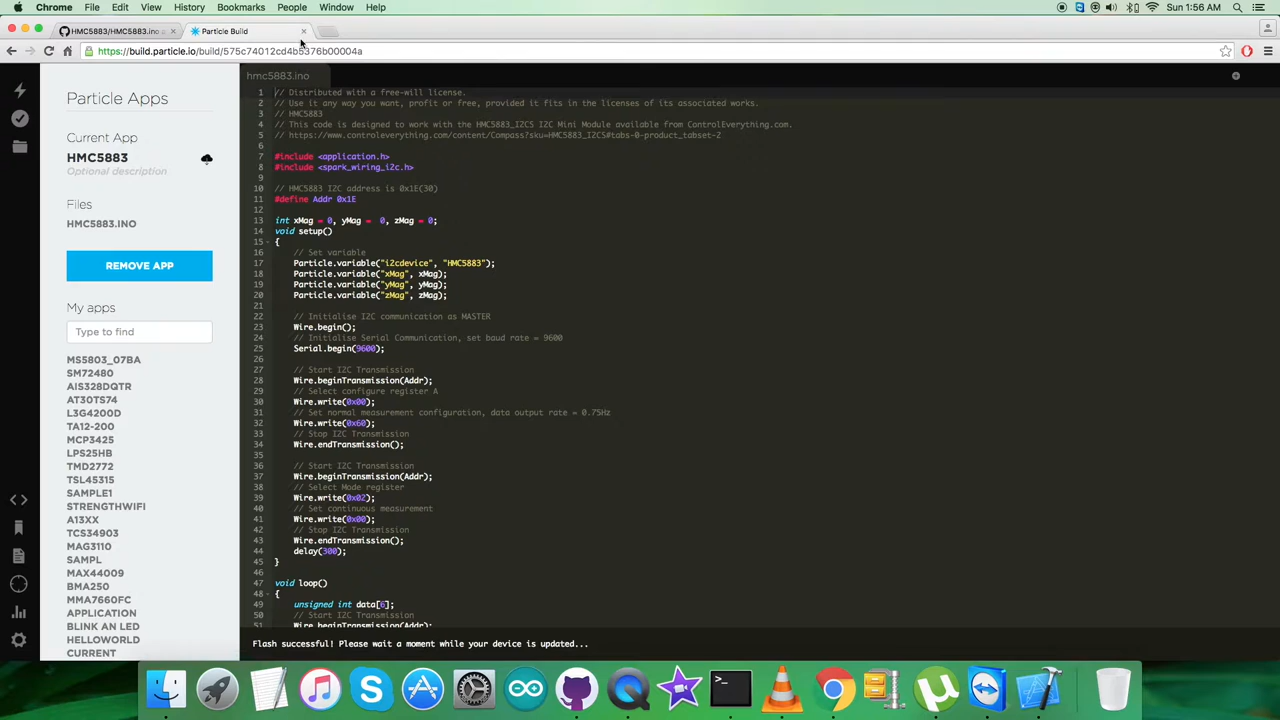 Chrome File Edit View History Bookmarks People Window Help Sun 1:56 AM
HMC5883/HMC5883.ino a Particle Build
https://build.particle.io/build/575c74012cd4b5376b00004a
Particle Apps
Current App
HMC5883
Optional description
Files
HMC5883.INO
REMOVE APP
My apps
Type to find
MS5803_07BA
SM72480
AIS328DQTR
AT30TS74
L3G4200D
TA12-200
MCP3425
LPS25HB
TMD2772
TSL45315
SAMPLE1
STRENGTHWIFI
A13XX
TCS34903
MAG3110
SAMPL
MAX44009
BMA250
MMA7660FC
APPLICATION
BLINK AN LED
HELLOWORLD
CURRENT
hmc5883.ino
1 // Distributed with a free-will license.
2 // Use it any way you want, profit or free, provided it fits in the licenses of its associated works.
3 // HMC5883
4 // This code is designed to work with the HMC5883_I2CS I2C Mini Module available from ControlEverything.com.
5 // https://www.controleverything.com/content/Compass?sku=HMC5883_I2CS#tabs-0-product_tabset-2
6
7 #include <application.h>
8 #include <spark_wiring_i2c.h>
9
10 // HMC5883 I2C address is 0x1E(30)
11 #define Addr 0x1E
12
13 int xMag = 0, yMag =  0, zMag = 0;
14 void setup()
15 {
16 // Set variable
17 Particle.variable("i2cdevice", "HMC5883");
18 Particle.variable("xMag", xMag);
19 Particle.variable("yMag", yMag);
20 Particle.variable("zMag", zMag);
21
22 // Initialise I2C communication as MASTER
23 Wire.begin();
24 // Initialise Serial Communication, set baud rate = 9600
25 Serial.begin(9600);
26
27 // Start I2C Transmission
28 Wire.beginTransmission(Addr);
29 // Select configure register A
30 Wire.write(0x00);
31 // Set normal measurement configuration, data output rate = 0.75Hz
32 Wire.write(0x60);
33 // Stop I2C Transmission
34 Wire.endTransmission();
35
36 // Start I2C Transmission
37 Wire.beginTransmission(Addr);
38 // Select Mode register
39 Wire.write(0x02);
40 // Set continuous measurement
41 Wire.write(0x00);
42 // Stop I2C Transmission
43 Wire.endTransmission();
44 delay(300);
45 }
46
47 void loop()
48 {
49 unsigned int data[6];
50 // Start I2C Transmission
51 Wire.beginTransmission(Addr);
Flash successful! Please wait a moment while your device is updated...